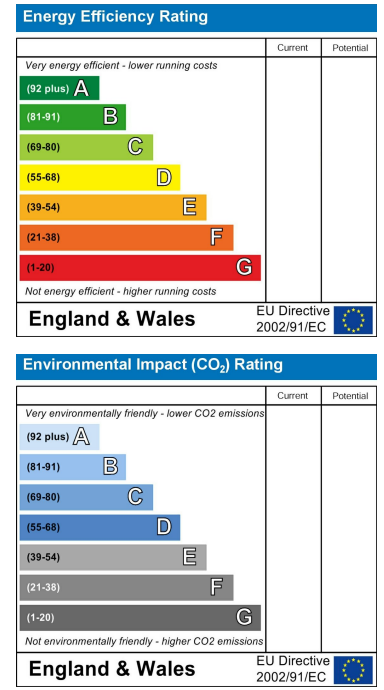 Energy Efficiency Rating
Current Potential
Very energy efficient - lower running costs
(92 plus) A
(81-91) B
(69-80) C
(55-68) D
(39-54) E
(21-38) F
(1-20) G
Not energy efficient - higher running costs
England & Wales
EU Directive
2002/91/EC
Environmental Impact (CO₂) Rating
Current Potential
Very environmentally friendly - lower CO2 emissions
(92 plus) A
(81-91) B
(69-80) C
(55-68) D
(39-54) E
(21-38) F
(1-20) G
Not environmentally friendly - higher CO2 emissions
England & Wales
EU Directive
2002/91/EC